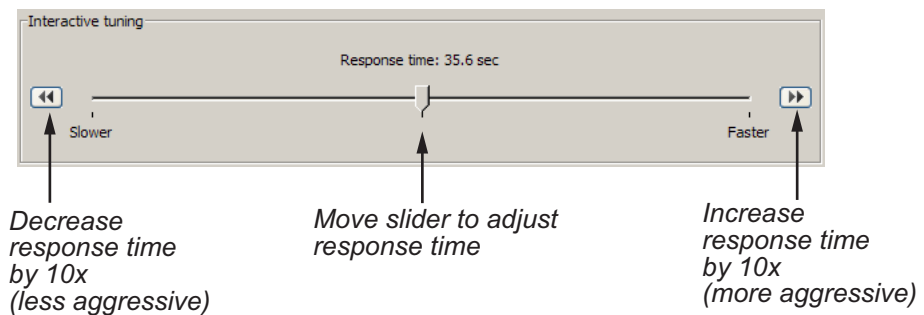 Interactive tuning
Response time: 35.6 sec
Slower
Faster
Decrease
response time
by 10x
(less aggressive)
Move slider to adjust
response time
Increase
response time
by 10x
(more aggressive)